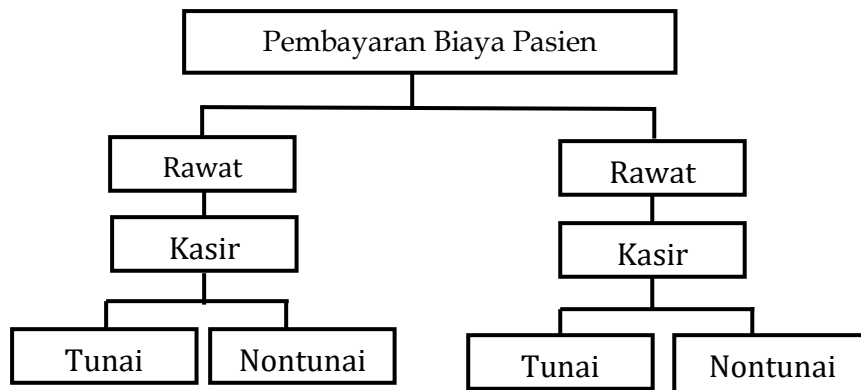 Pembayaran Biaya Pasien
Rawat
Rawat
Kasir
Kasir
Tunai
Nontunai
Tunai
Nontunai